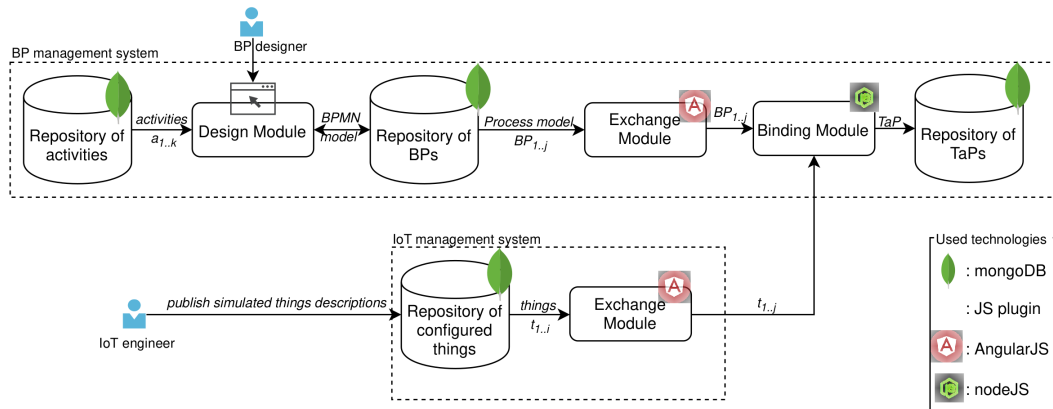 BP designer
BP management system
Repository of
activities
activities
a1..k
Design Module
BPMN
model
Repository of
BPs
Process model
BP1..j
Exchange
Module
BP1..j
Binding Module
TaP
Repository of
TaPs
IoT management system
IoT engineer
publish simulated things descriptions
Repository of
configured
things
things
t1..i
Exchange
Module
t1..j
Used technologies
: mongoDB
: JS plugin
: AngularJS
: nodeJS